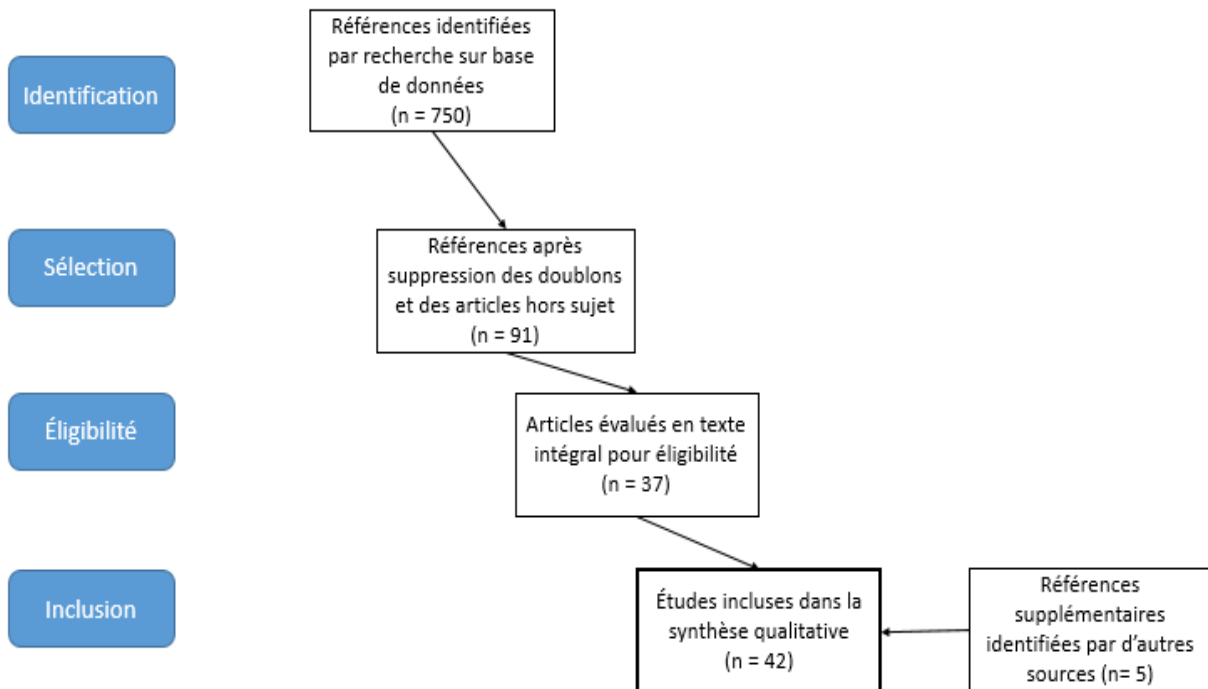 Identification
Références identifiées
par recherche sur base
de données
(n = 750)
Sélection
Références après
suppression des doublons
et des articles hors sujet
(n = 91)
Éligibilité
Articles évalués en texte
intégral pour éligibilité
(n = 37)
Inclusion
Études incluses dans la
synthèse qualitative
(n = 42)
Références
supplémentaires
identifiées par d’autres
sources (n= 5)